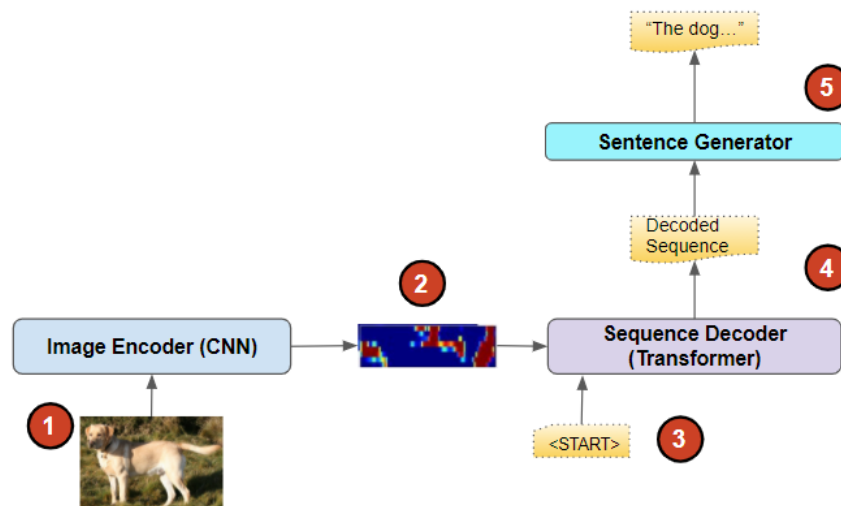 “The dog…”
5
Sentence Generator
Decoded
Sequence
4
2
Image Encoder (CNN)
Sequence Decoder
(Transformer)
1
<START>
3